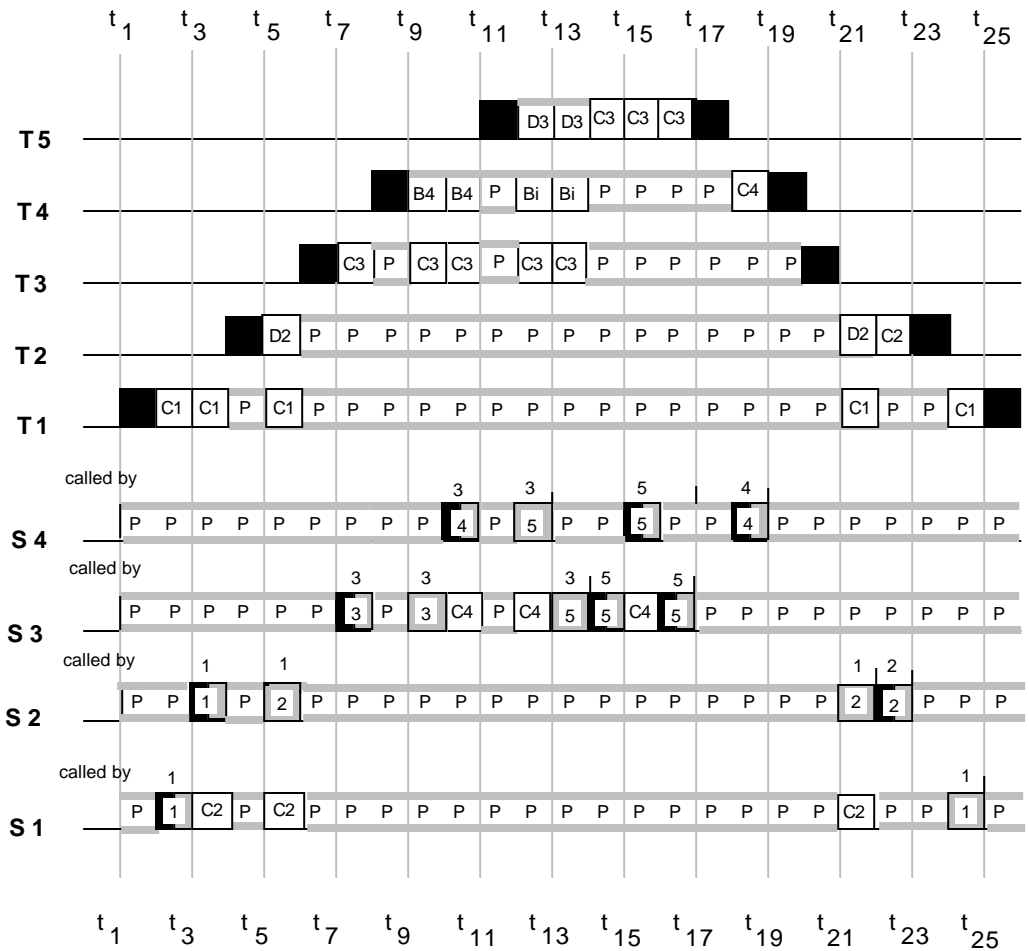 t1 t3 t5 t7 t9 t11 t13 t15 t17 t19 t21 t23 t25
T5 D3 D3 C3 C3 C3
T4 B4 B4 P Bi Bi P P P P C4
T3 C3 P C3 C3 P C3 C3 P P P P P P
T2 D2 P P P P P P P P P P P P P P P D2 C2
T1 C1 C1 P C1 P P P P P P P P P P P P P P P C1 P P C1
called by 3 3 5 4
S4 P P P P P P P P P 4 P 5 P P 5 P P 4 P P P P P P P
called by 3 3 3 5 5
S3 P P P P P P 3 P 3 C4 P C4 5 5 C4 5 P P P P P P P P P
called by 1 1 1 2
S2 P P 1 P 2 P P P P P P P P P P P P P P P 2 2 P P P
called by 1 1
S1 P 1 C2 P C2 P P P P P P P P P P P P P P P C2 P P 1 P
t1 t3 t5 t7 t9 t11 t13 t15 t17 t19 t21 t23 t25